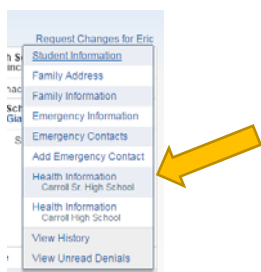 Request Changes for Eric
Student Information
Family Address
Family Information
Emergency Information
Emergency Contacts
Add Emergency Contact
Health Information
Carroll Sr. High School
Health Information
Carroll High School
View History
View Unread Denials